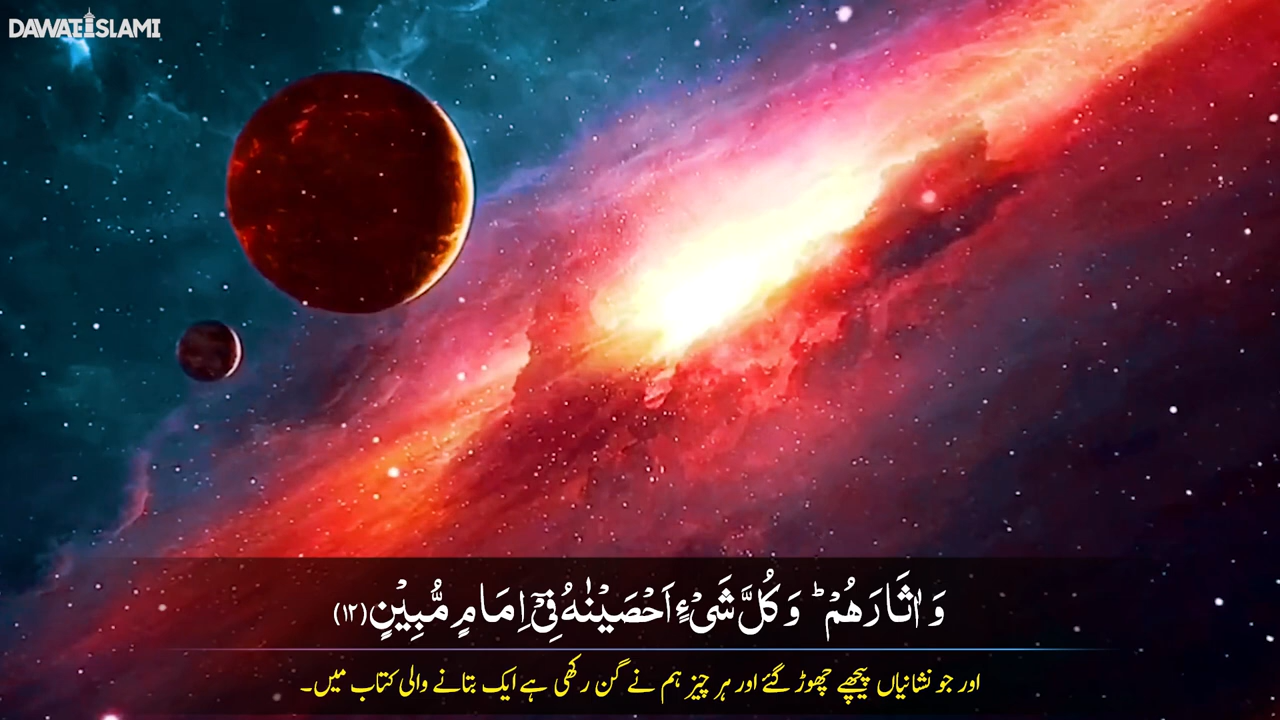 DAWATEISLAMI
وَ اٰثَارَهُمْ ؕ وَ كُلَّ شَیْءٍ اَحْصَیْنٰهُ فِیْۤ اِمَامٍ مُّبِیْنٍ(۱۲)
اور جو نشانیاں پیچھے چھوڑ گئے اور ہر چیز ہم نے گن رکھی ہے ایک بتانے والی کتاب میں۔